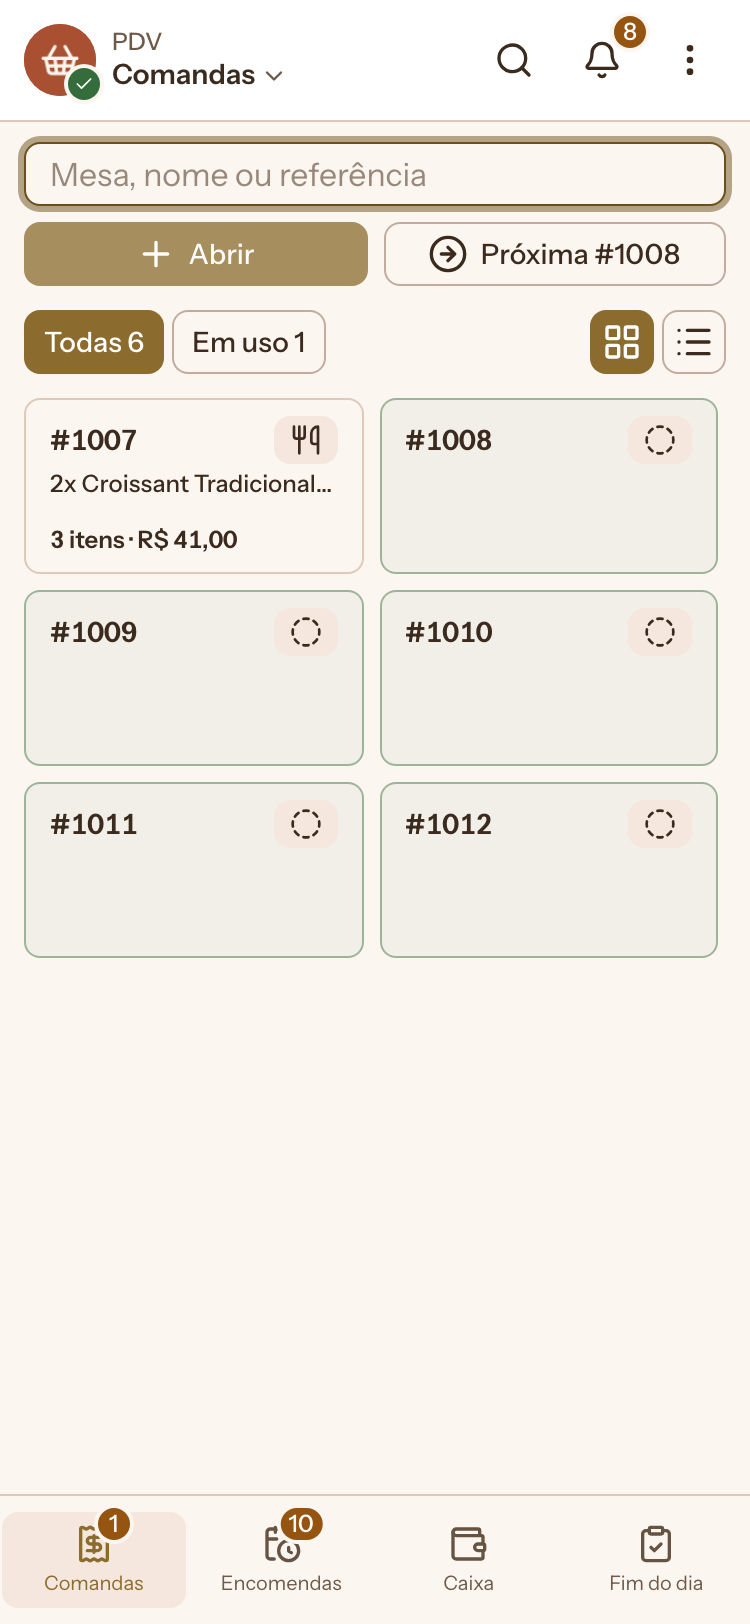 PDV
Comandas
8
Mesa, nome ou referência
Abrir
Próxima #1008
Todas 6
Em uso 1
#1007
2x Croissant Tradicional...
3 itens · R$ 41,00
#1008
#1009
#1010
#1011
#1012
1
Comandas
10
Encomendas
Caixa
Fim do dia